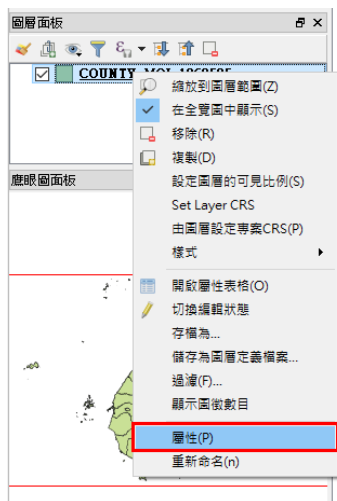 圖層面板
COUNTY_MOI_1060525
縮放到圖層範圍(Z)
在全覽圖中顯示(S)
移除(R)
複製(D)
設定圖層的可見比例(S)
Set Layer CRS
由圖層設定專案CRS(P)
樣式
鷹眼圖面板
開啟屬性表格(O)
切換編輯狀態
存檔為...
儲存為圖層定義檔案...
過濾(F)...
顯示圖徵數目
屬性(P)
重新命名(n)